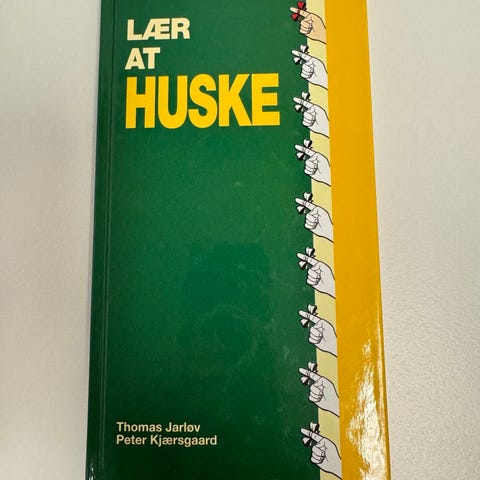 LÆR
AT
HUSKE
Thomas Jarløv
Peter Kjærsgaard